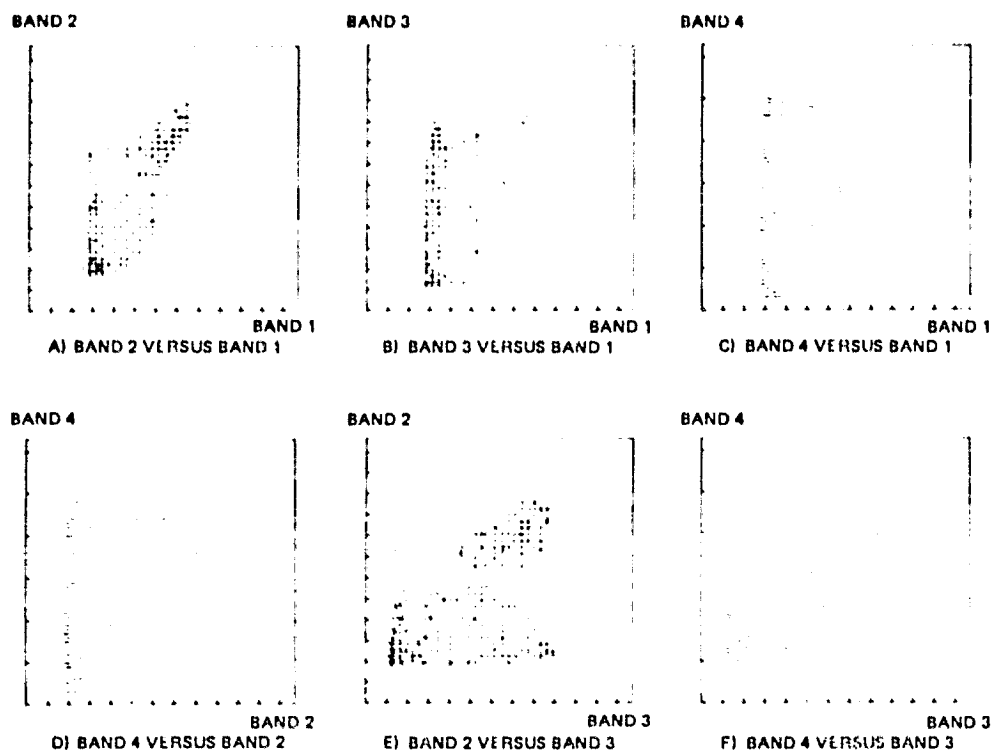 BAND 2
BAND 3
BAND 4
BAND 1
BAND 1
BAND 1
A) BAND 2 VERSUS BAND 1
B) BAND 3 VERSUS BAND 1
C) BAND 4 VERSUS BAND 1
BAND 4
BAND 2
BAND 4
BAND 2
BAND 3
BAND 3
D) BAND 4 VERSUS BAND 2
E) BAND 2 VERSUS BAND 3
F) BAND 4 VERSUS BAND 3